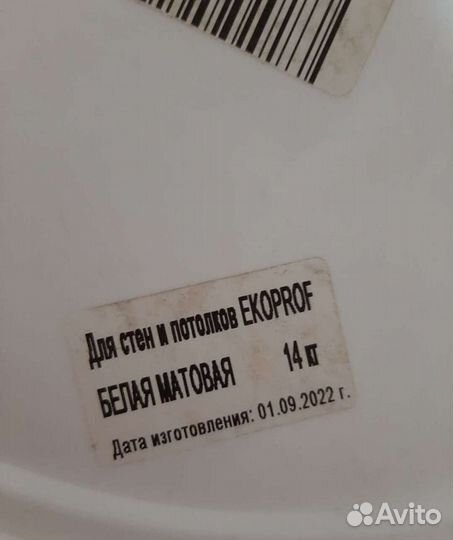 Для стен и потолков EKOPROF
БЕЛАЯ МАТОВАЯ 14 кг
Дата изготовления: 01.09.2022 г.
Avito